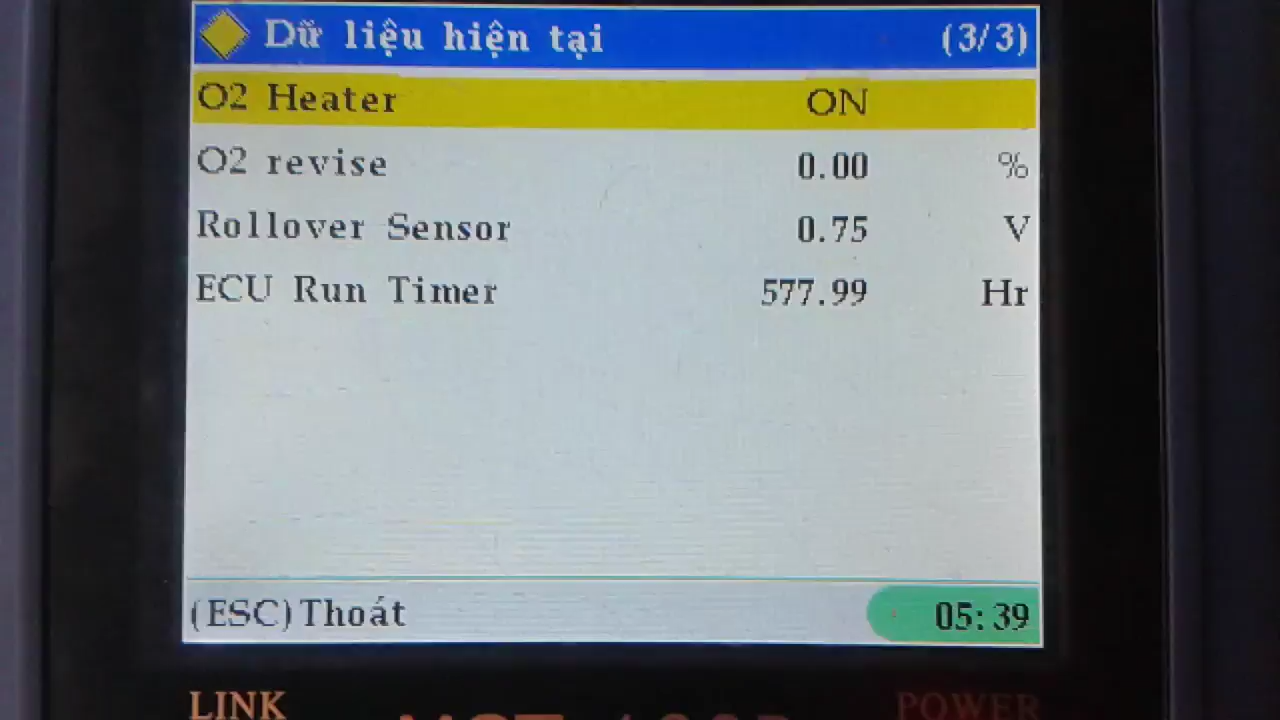 Dữ liệu hiện tại (3/3)
O2 Heater ON
O2 revise 0.00 %
Rollover Sensor 0.75 V
ECU Run Timer 577.99 Hr
(ESC)Thoát 05:39
LINK POWER